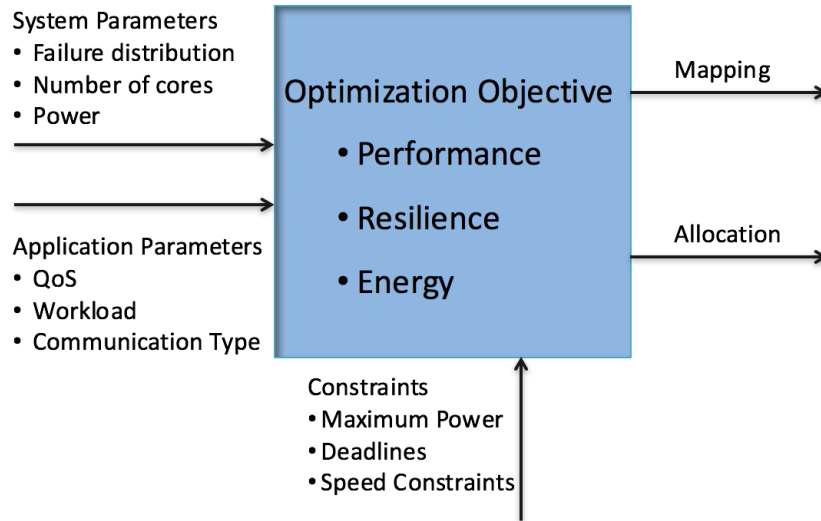 System Parameters
• Failure distribution
• Number of cores
• Power
Application Parameters
• QoS
• Workload
• Communication Type
Optimization Objective
• Performance
• Resilience
• Energy
Constraints
• Maximum Power
• Deadlines
• Speed Constraints
Mapping
Allocation